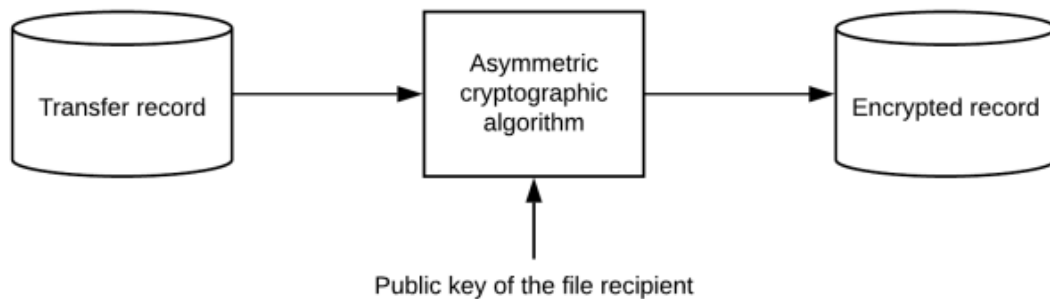 Transfer record
Asymmetric
cryptographic
algorithm
Encrypted record
Public key of the file recipient